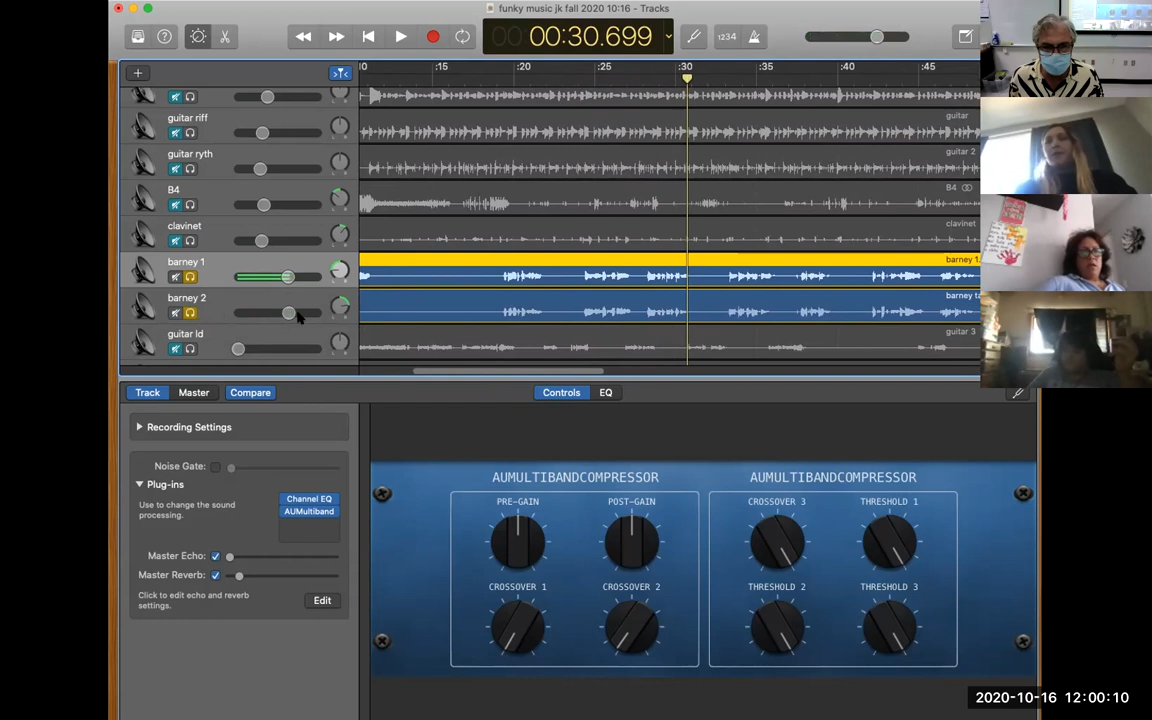 funky music jk fall 2020 10:16 - Tracks
00:30.699
1234
:15
:20
:25
:30
:35
:40
:45
guitar riff
guitar
guitar ryth
guitar 2
B4
B4
clavinet
clavinet
barney 1
barney 1
barney 2
guitar ld
guitar 3
Track
Master
Compare
Controls
EQ
Recording Settings
Noise Gate:
Plug-ins
Use to change the sound
processing.
Channel EQ
AUMultiband
Master Echo:
Master Reverb:
Click to edit echo and reverb
settings.
Edit
AUMULTIBANDCOMPRESSOR
PRE-GAIN
POST-GAIN
CROSSOVER 1
CROSSOVER 2
AUMULTIBANDCOMPRESSOR
CROSSOVER 3
THRESHOLD 1
THRESHOLD 2
THRESHOLD 3
2020-10-16 12:00:10